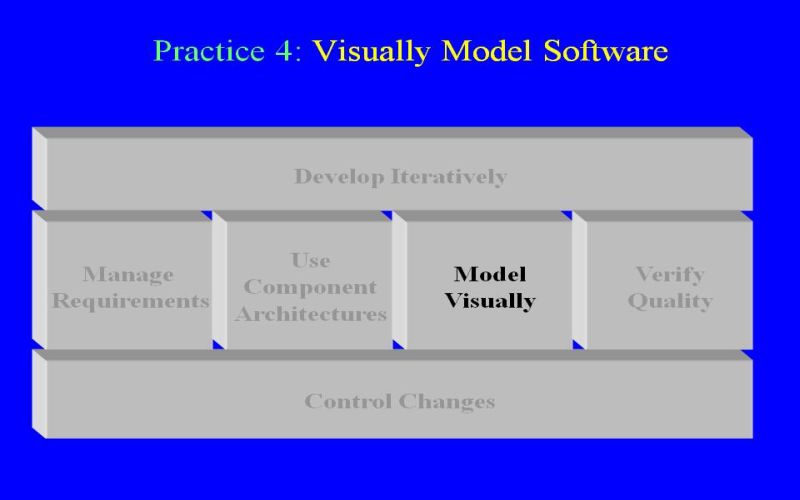 Practice 4: Visually Model Software
Develop Iteratively
Manage
Requirements
Use
Component
Architectures
Model
Visually
Verify
Quality
Control Changes